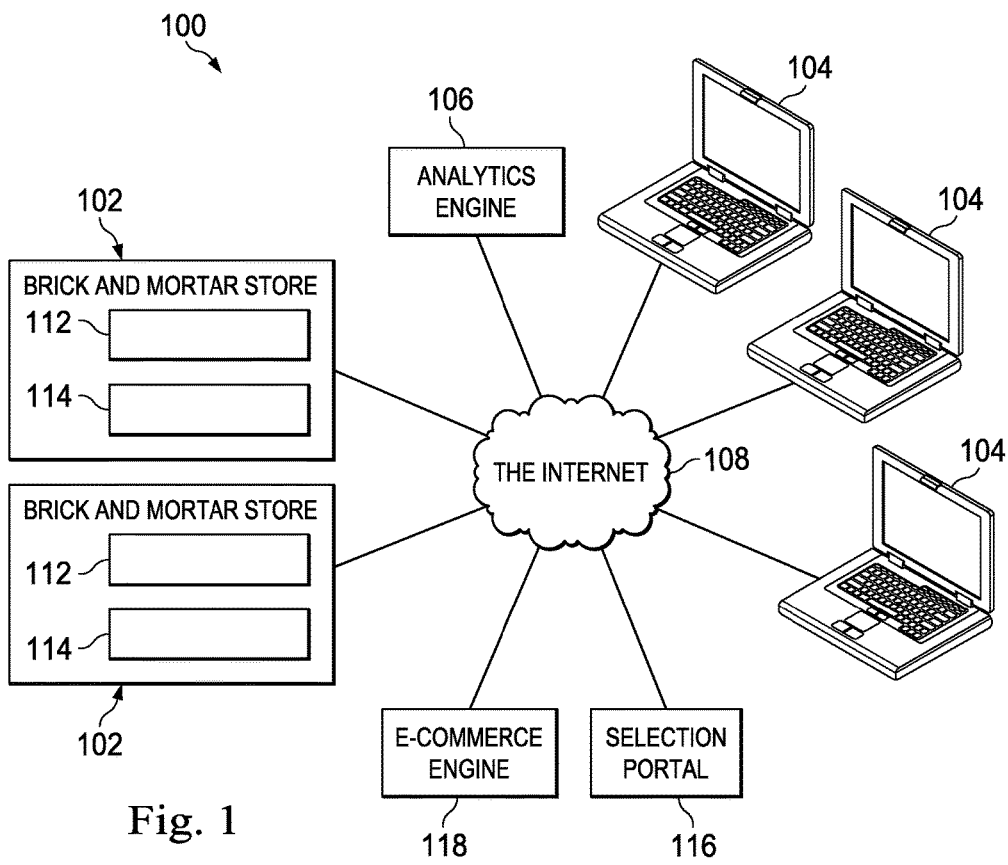 100
104
106
ANALYTICS
ENGINE
104
102
BRICK AND MORTAR STORE
112
114
THE INTERNET
108
104
BRICK AND MORTAR STORE
112
114
102
E-COMMERCE
ENGINE
SELECTION
PORTAL
118
116
Fig. 1